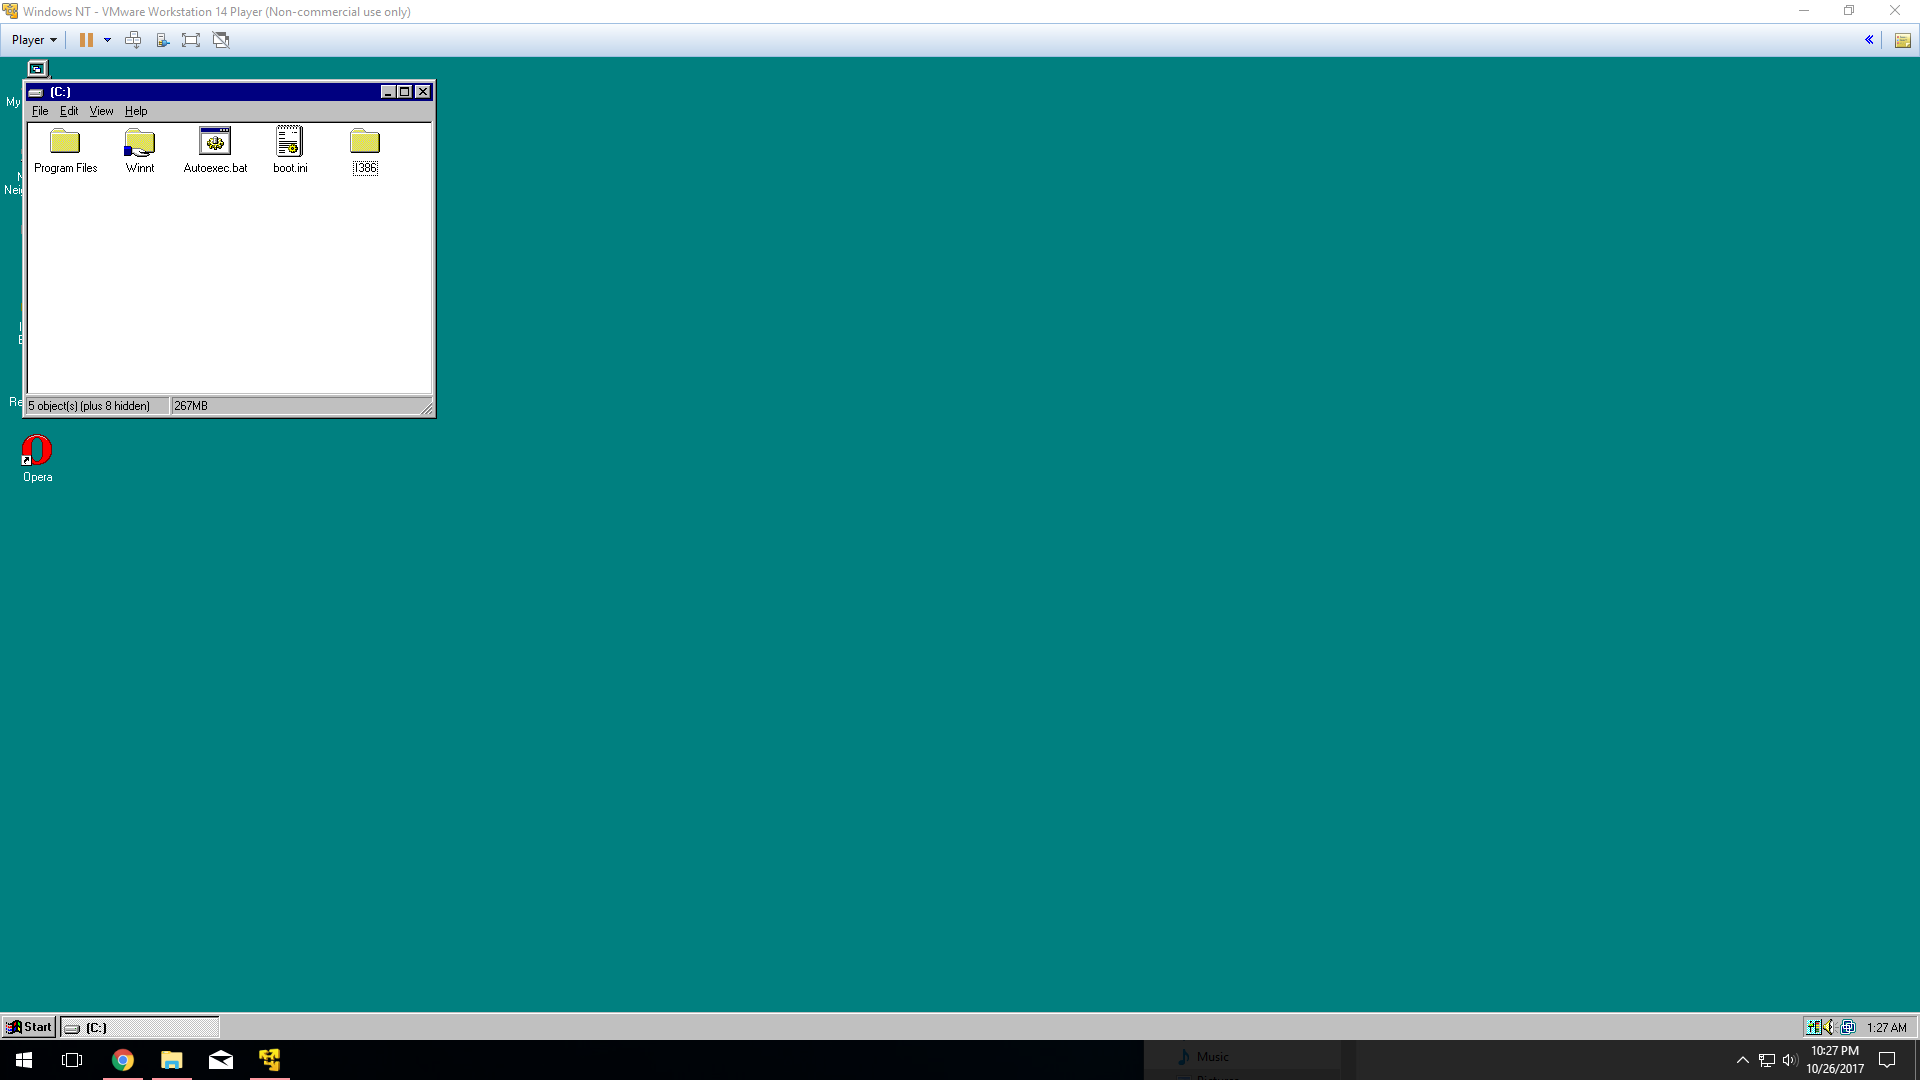 Windows NT - VMware Workstation 14 Player (Non-commercial use only)
Player
My
(C:)
File Edit View Help
Program Files Winnt Autoexec.bat boot.ini I386
Nei
Re
5 object(s) (plus 8 hidden) 267MB
Opera
Start (C:) 1:27 AM
Music
10:27 PM
10/26/2017